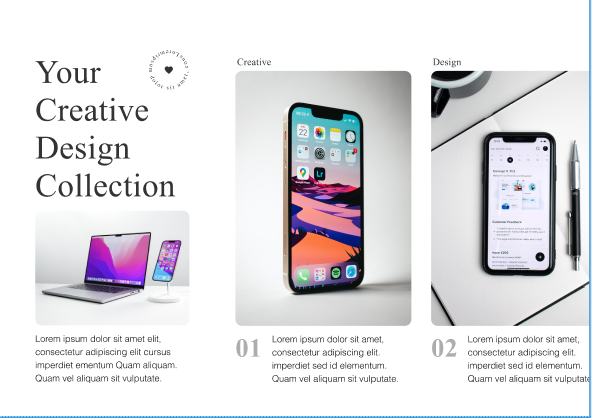 Your
Creative
Design
Collection
dolor sit amet,
Lorem ipsum dolor sit amet elit,
consectetur adipiscing elit cursus
imperdiet ementum Quam aliquam.
Quam vel aliquam sit vulputate.
Creative
01
Lorem ipsum dolor sit amet,
consectetur adipiscing elit.
imperdiet sed id elementum.
Quam vel aliquam sit vulputate.
Design
Customer Feedback
02
Lorem ipsum dolor sit amet,
consectetur adipiscing elit.
imperdiet sed id elementum.
Quam vel aliquam sit vulputate